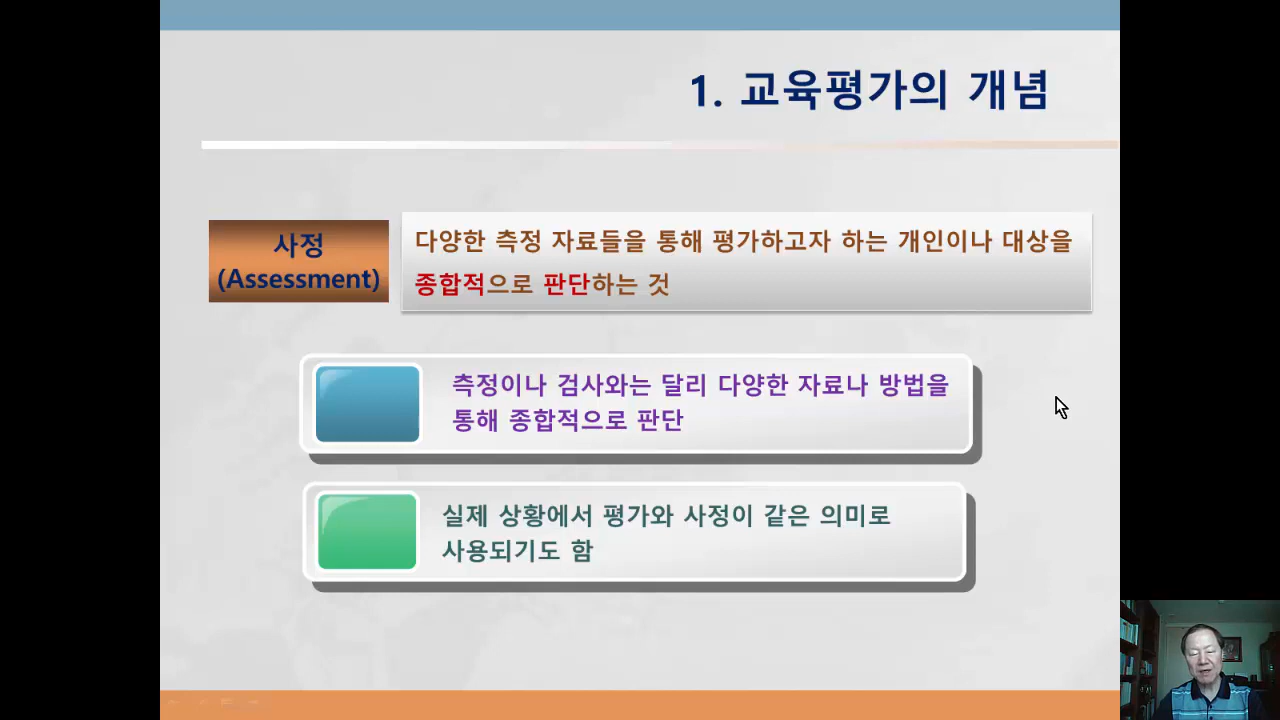 1. 교육평가의 개념
사정
(Assessment)
다양한 측정 자료들을 통해 평가하고자 하는 개인이나 대상을
종합적으로 판단하는 것
측정이나 검사와는 달리 다양한 자료나 방법을
통해 종합적으로 판단
실제 상황에서 평가와 사정이 같은 의미로
사용되기도 함